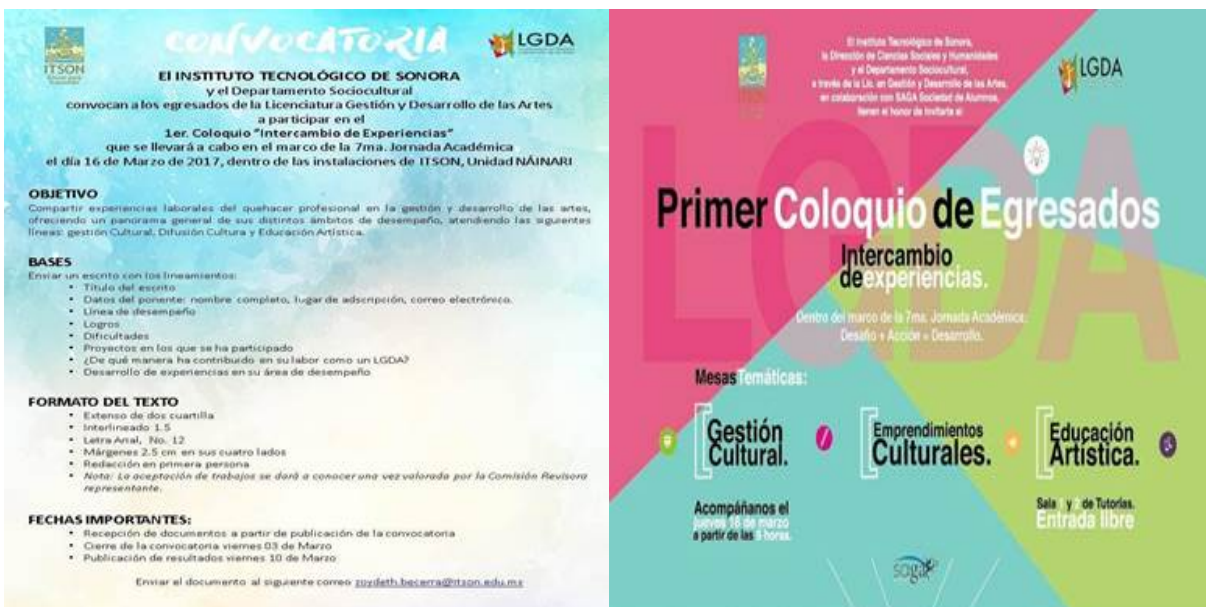 ITSON
CONVOCATORIA
LGDA
El INSTITUTO TECNOLÓGICO DE SONORA
y el Departamento Sociocultural
convocan a los egresados de la Licenciatura Gestión y Desarrollo de las Artes
a participar en el
1er. Coloquio "Intercambio de Experiencias"
que se llevará a cabo en el marco de la 7ma. Jornada Académica
el día 16 de Marzo de 2017, dentro de las instalaciones de ITSON, Unidad NÁINARI
OBJETIVO
Compartir experiencias laborales del quehacer profesional en la gestión y desarrollo de las artes,
ofreciendo un panorama general de sus distintos ámbitos de desempeño, atendiendo las siguientes
líneas: gestión Cultural, Difusión Cultura y Educación Artística.
BASES
Enviar un escrito con los lineamientos:
• Título del escrito
• Datos del ponente: nombre completo, lugar de adscripción, correo electrónico.
• Línea de desempeño
• Logros
• Dificultades
• Proyectos en los que se ha participado
• ¿De qué manera ha contribuido en su labor como un LGDA?
• Desarrollo de experiencias en su área de desempeño
FORMATO DEL TEXTO
• Extenso de dos cuartilla
• Interlineado 1.5
• Letra Arial, No. 12
• Márgenes 2.5 cm en sus cuatro lados
• Redacción en primera persona
• Nota: La aceptación de trabajos se dará a conocer una vez valorada por la Comisión Revisora
representante.
FECHAS IMPORTANTES:
• Recepción de documentos a partir de publicación de la convocatoria
• Cierre de la convocatoria viernes 03 de Marzo
• Publicación de resultados viernes 10 de Marzo
Enviar el documento al siguiente correo zoydeth.becerra@itson.edu.mx
ITSON
El Instituto Tecnológico de Sonora,
la Dirección de Ciencias Sociales y Humanidades
y el Departamento Sociocultural,
a través de la Lic. en Gestión y Desarrollo de las Artes,
en colaboración con SAGA Sociedad de Alumnos,
tienen el honor de invitarte al
LGDA
LGDA
Primer Coloquio de Egresados
Intercambio
de experiencias.
Dentro del marco de la 7ma. Jornada Académica:
Desafío + Acción = Desarrollo.
Mesas Temáticas:
Gestión
Cultural.
Emprendimientos
Culturales.
Educación
Artística.
Acompáñanos el
jueves 16 de marzo
a partir de las 9 horas.
Sala 1 y 2 de Tutorías.
Entrada libre
saga